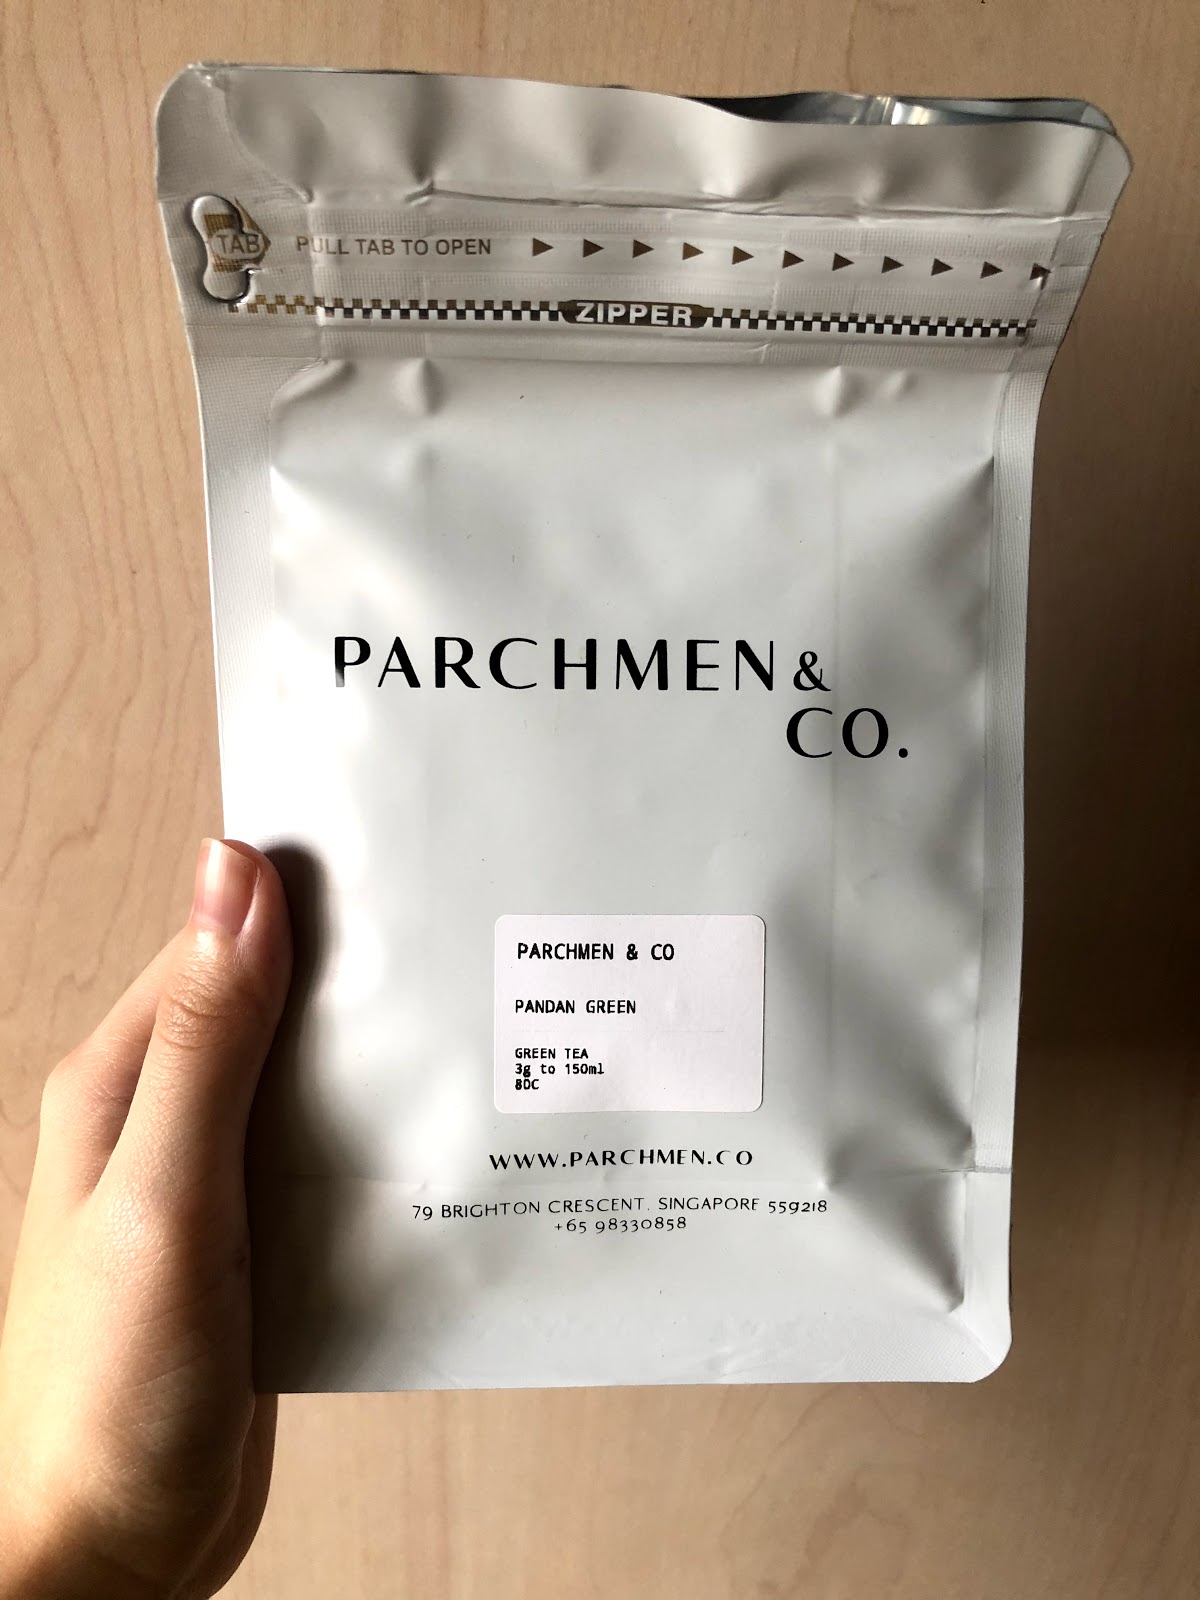 TAB PULL TAB TO OPEN
ZIPPER
PARCHMEN &
CO.
PARCHMEN & CO
PANDAN GREEN
GREEN TEA
3g to 150ml
80C
WWW.PARCHMEN.CO
79 BRIGHTON CRESCENT. SINGAPORE 559218
+65 98330858